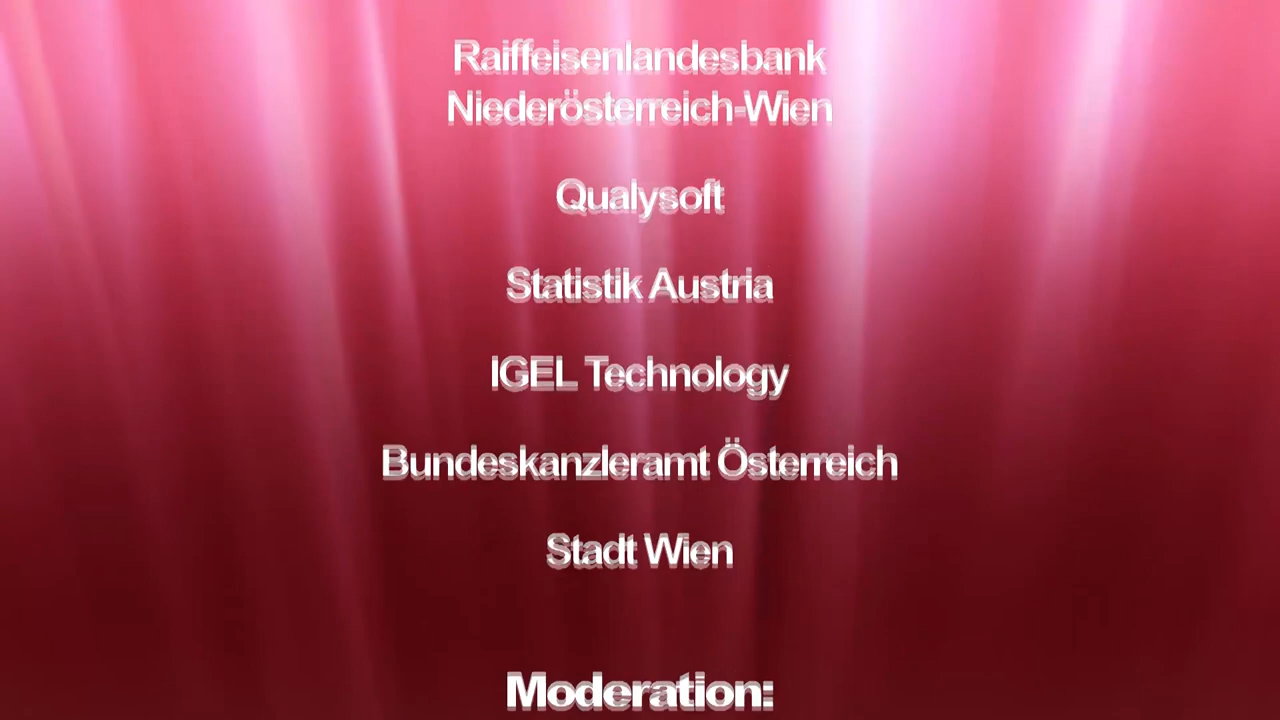 Raiffeisenlandesbank
Niederösterreich-Wien
Qualysoft
Statistik Austria
IGEL Technology
Bundeskanzleramt Österreich
Stadt Wien
Moderation: